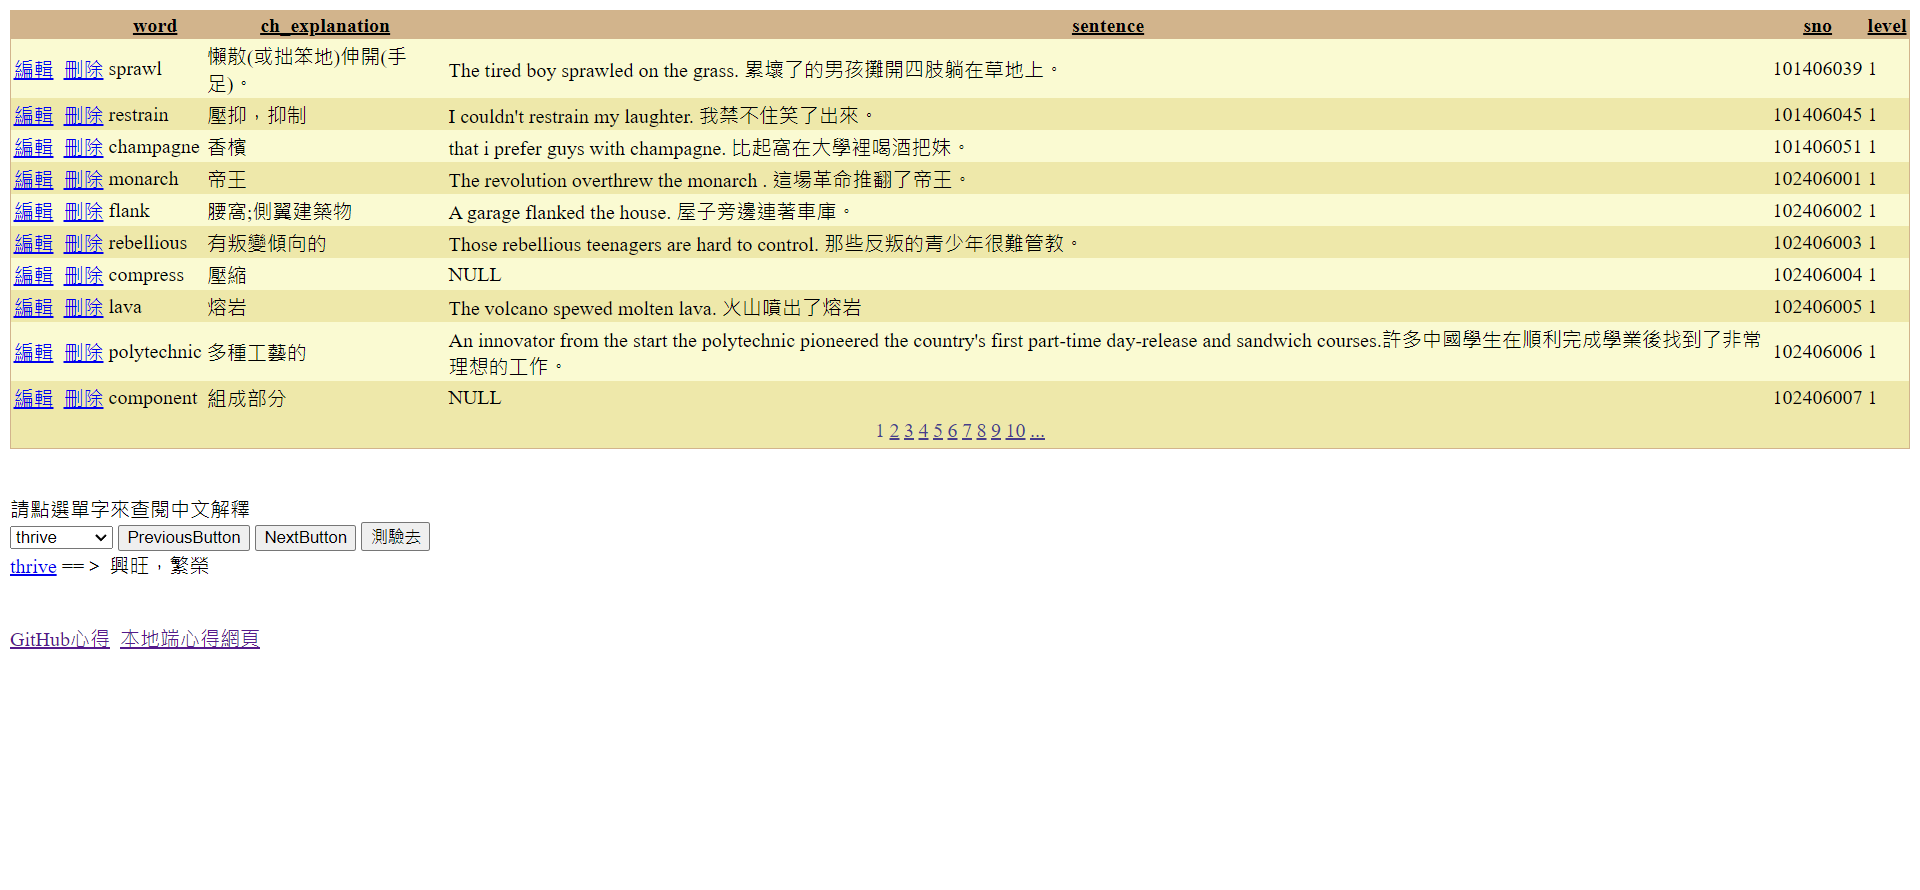 word ch_explanation sentence sno level
編輯 刪除 sprawl 懶散(或拙笨地)伸開(手足)。 The tired boy sprawled on the grass. 累壞了的男孩攤開四肢躺在草地上。 101406039 1
編輯 刪除 restrain 壓抑，抑制 I couldn't restrain my laughter. 我禁不住笑了出來。 101406045 1
編輯 刪除 champagne 香檳 that i prefer guys with champagne. 比起窩在大學裡喝酒把妹。 101406051 1
編輯 刪除 monarch 帝王 The revolution overthrew the monarch . 這場革命推翻了帝王。 102406001 1
編輯 刪除 flank 腰窩;側翼建築物 A garage flanked the house. 屋子旁邊連著車庫。 102406002 1
編輯 刪除 rebellious 有叛變傾向的 Those rebellious teenagers are hard to control. 那些反叛的青少年很難管教。 102406003 1
編輯 刪除 compress 壓縮 NULL 102406004 1
編輯 刪除 lava 熔岩 The volcano spewed molten lava. 火山噴出了熔岩 102406005 1
編輯 刪除 polytechnic 多種工藝的 An innovator from the start the polytechnic pioneered the country's first part-time day-release and sandwich courses.許多中國學生在順利完成學業後找到了非常理想的工作。 102406006 1
編輯 刪除 component 組成部分 NULL 102406007 1
1 2 3 4 5 6 7 8 9 10 ...
請點選單字來查閱中文解釋
thrive PreviousButton NextButton 測驗去
thrive == > 興旺，繁榮
GitHub心得 本地端心得網頁